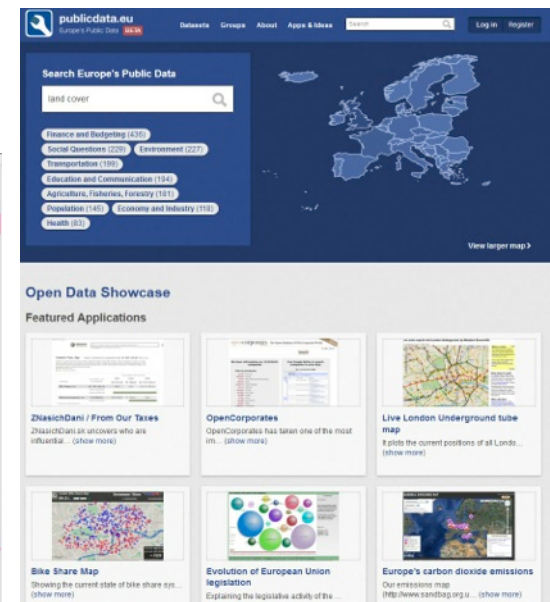 publicdata.eu
Europe's Public Data BETA
Datasets Groups About Apps & Ideas Search Log in Register
Search Europe's Public Data
land cover
Finance and Budgeting (436)
Social Questions (229) Environment (227)
Transportation (199)
Education and Communication (194)
Agriculture, Fisheries, Forestry (181)
Population (145) Economy and Industry (118)
Health (83)
View larger map
Open Data Showcase
Featured Applications
ZNasichDani / From Our Taxes
ZNasichDani.sk uncovers who are
influential... (show more)
OpenCorporates
OpenCorporates has taken one of the most
im... (show more)
Live London Underground tube
map
It plots the current positions of all Londo...
(show more)
Bike Share Map
Showing the current state of bike share sys...
(show more)
Evolution of European Union
legislation
Explaining the legislative activity of the ...
Europe's carbon dioxide emissions
Our emissions map
(http://www.sandbag.org.u... (show more)